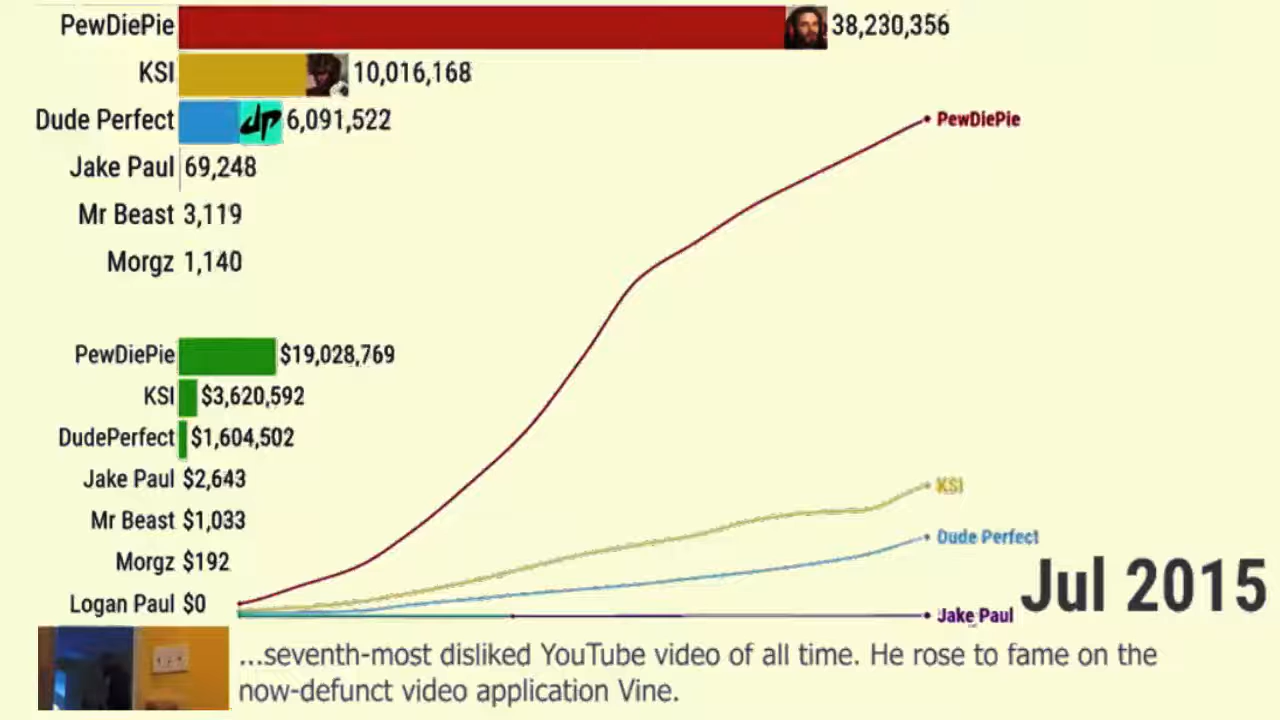 PewDiePie 38,230,356
KSI 10,016,168
Dude Perfect dp 6,091,522
Jake Paul 69,248
Mr Beast 3,119
Morgz 1,140
PewDiePie
PewDiePie $19,028,769
KSI $3,620,592
DudePerfect $1,604,502
Jake Paul $2,643
Mr Beast $1,033
Morgz $192
Logan Paul $0
KSI
Dude Perfect
Jul 2015
Jake Paul
...seventh-most disliked YouTube video of all time. He rose to fame on the
now-defunct video application Vine.